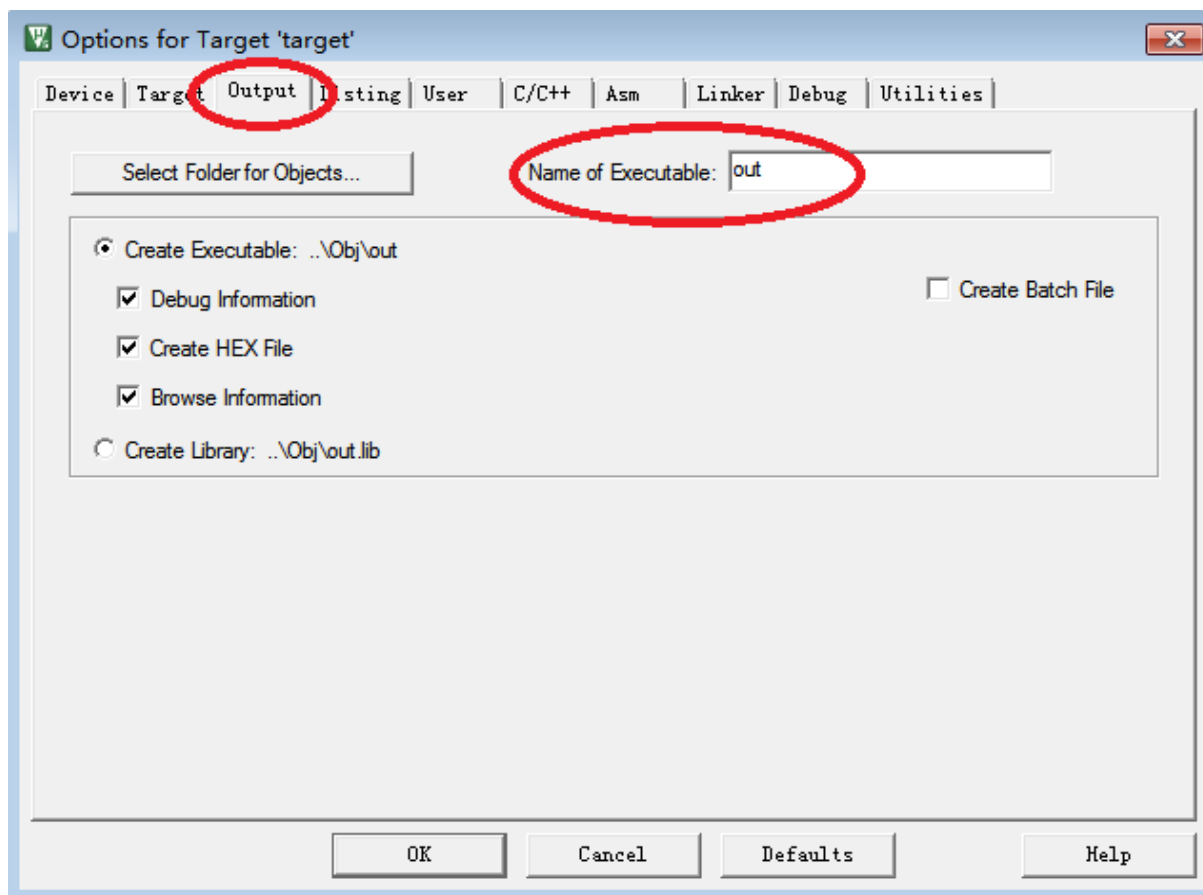 Options for Target 'target'
Device Target Output Listing User C/C++ Asm Linker Debug Utilities
Select Folder for Objects... Name of Executable: out
Create Executable: ..\Obj\out
Debug Information Create Batch File
Create HEX File
Browse Information
Create Library: ..\Obj\out.lib
OK Cancel Defaults Help